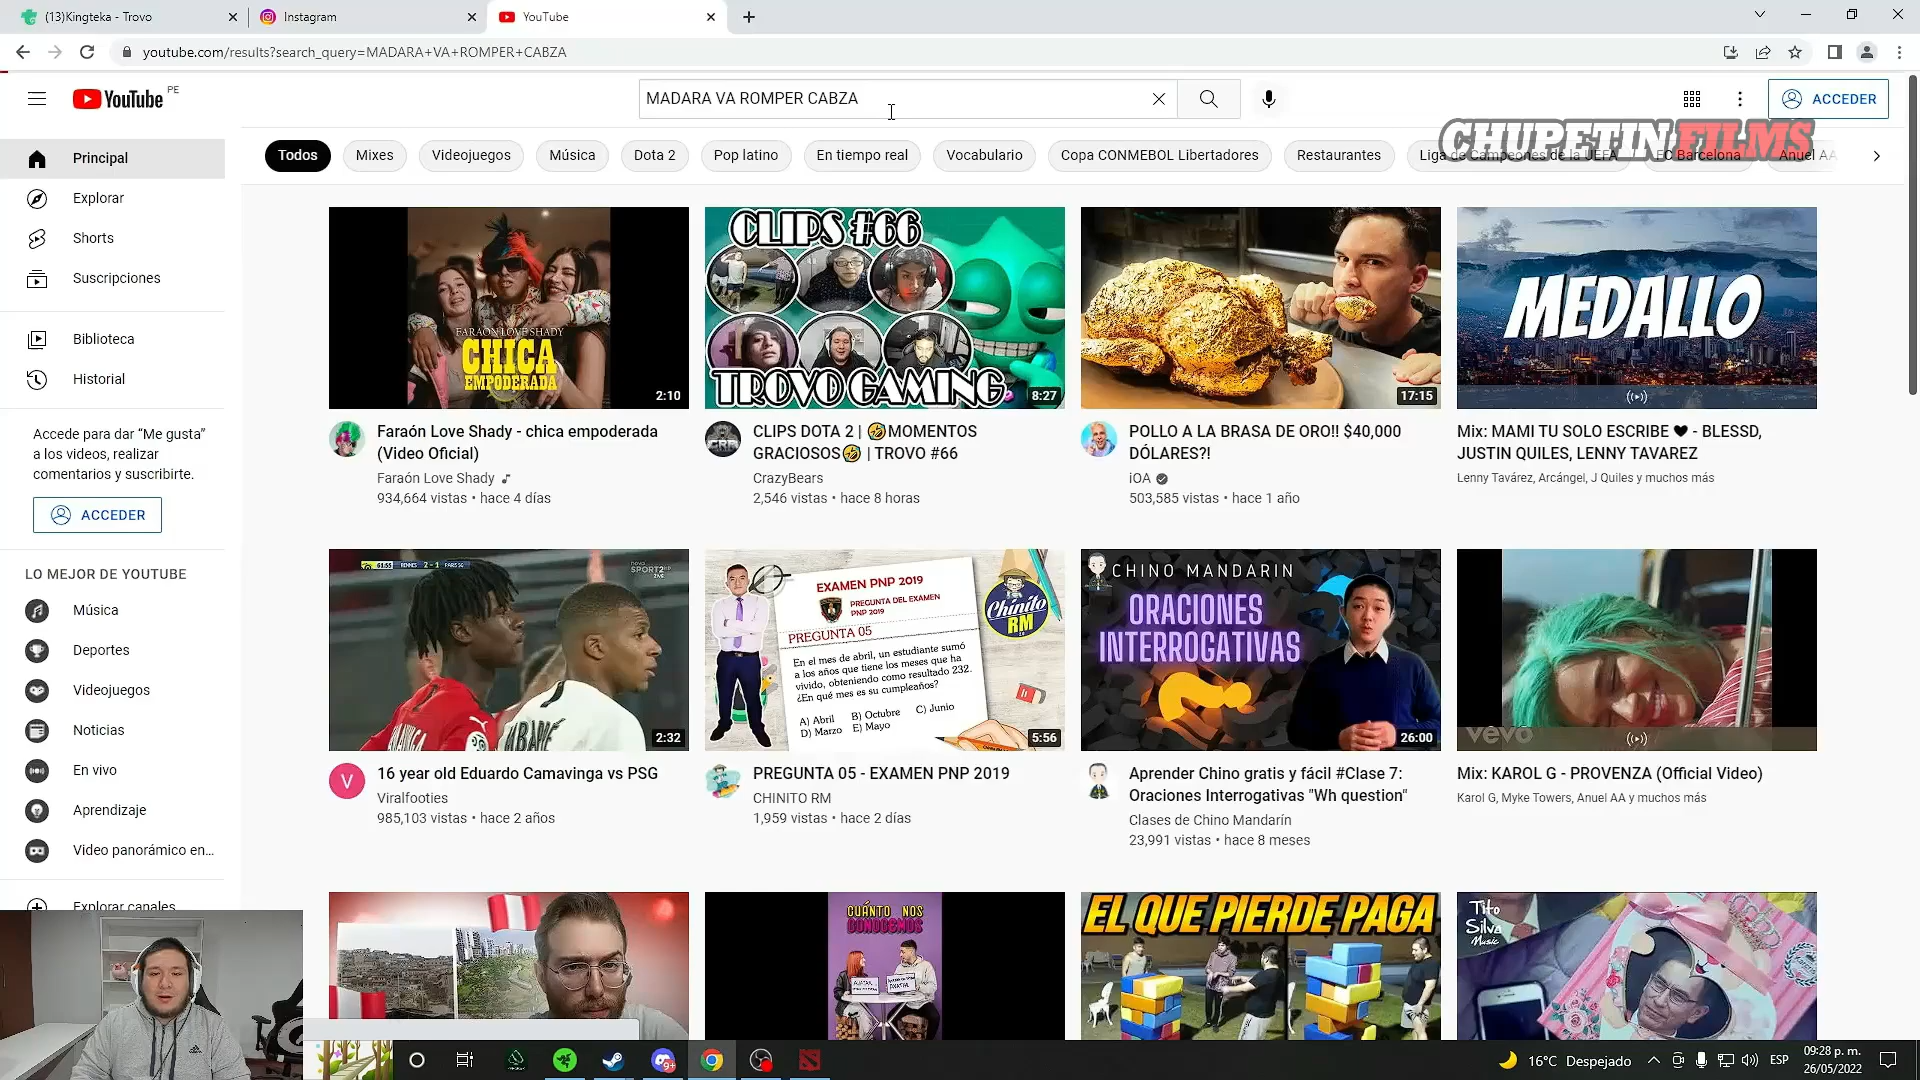 (13)Kingteka - Trovo
Instagram
YouTube
youtube.com/results?search_query=MADARA+VA+ROMPER+CABZA
YouTube PE
MADARA VA ROMPER CABZA
ACCEDER
CHUPETIN FILMS
Todos
Mixes
Videojuegos
Música
Dota 2
Pop latino
En tiempo real
Vocabulario
Copa CONMEBOL Libertadores
Restaurantes
Liga de Campeones de la UEFA
FC Barcelona
Anuel AA
Principal
Explorar
Shorts
Suscripciones
Biblioteca
Historial
Accede para dar “Me gusta”
a los videos, realizar
comentarios y suscribirte.
ACCEDER
LO MEJOR DE YOUTUBE
Música
Deportes
Videojuegos
Noticias
En vivo
Aprendizaje
Video panorámico en...
Explorar canales
FARAÓN LOVE SHADY
CHICA
EMPODERADA
2:10
CLIPS #66
TROVO GAMING
8:27
17:15
MEDALLO
Faraón Love Shady - chica empoderada
(Video Oficial)
Faraón Love Shady
934,664 vistas • hace 4 días
CLIPS DOTA 2 | 🤣MOMENTOS
GRACIOSOS🤣 | TROVO #66
CrazyBears
2,546 vistas • hace 8 horas
POLLO A LA BRASA DE ORO!! $40,000
DÓLARES?!
iOA
503,585 vistas • hace 1 año
Mix: MAMI TU SOLO ESCRIBE ❤ - BLESSD,
JUSTIN QUILES, LENNY TAVAREZ
Lenny Tavárez, Arcángel, J Quiles y muchos más
RENNES 2 - 1 PARIS SG
SPORT2
2:32
EXAMEN PNP 2019
PREGUNTA DEL EXAMEN
PNP 2019
PREGUNTA 05
En el mes de abril, un estudiante sumó
a los años que tiene los meses que ha
vivido, obteniendo como resultado 232.
¿En qué mes es su cumpleaños?
A) Abril B) Octubre C) Junio
D) Marzo E) Mayo
Chinito
RM
5:56
CHINO MANDARIN
ORACIONES
INTERROGATIVAS
26:00
vevo
16 year old Eduardo Camavinga vs PSG
Viralfooties
985,103 vistas • hace 2 años
PREGUNTA 05 - EXAMEN PNP 2019
CHINITO RM
1,959 vistas • hace 2 días
Aprender Chino gratis y fácil #Clase 7:
Oraciones Interrogativas "Wh question"
Clases de Chino Mandarín
23,991 vistas • hace 8 meses
Mix: KAROL G - PROVENZA (Official Video)
Karol G, Myke Towers, Anuel AA y muchos más
CUÁNTO NOS
CONOCEMOS
EL QUE PIERDE PAGA
Tito
Silva
Music
16°C Despejado
ESP
09:28 p. m.
26/05/2022